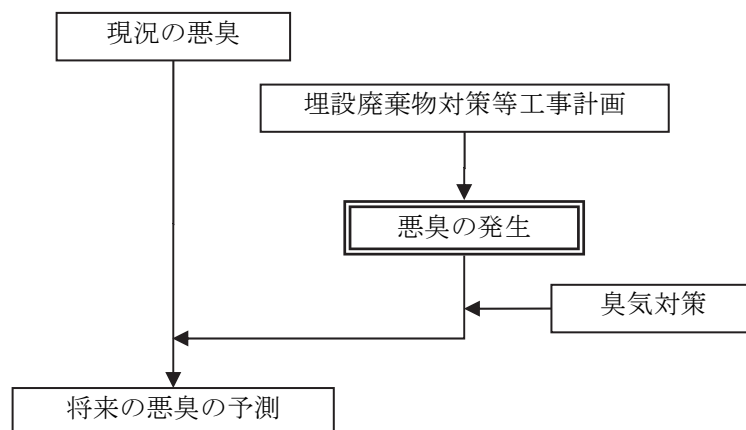 現況の悪臭
埋設廃棄物対策等工事計画
悪臭の発生
臭気対策
将来の悪臭の予測